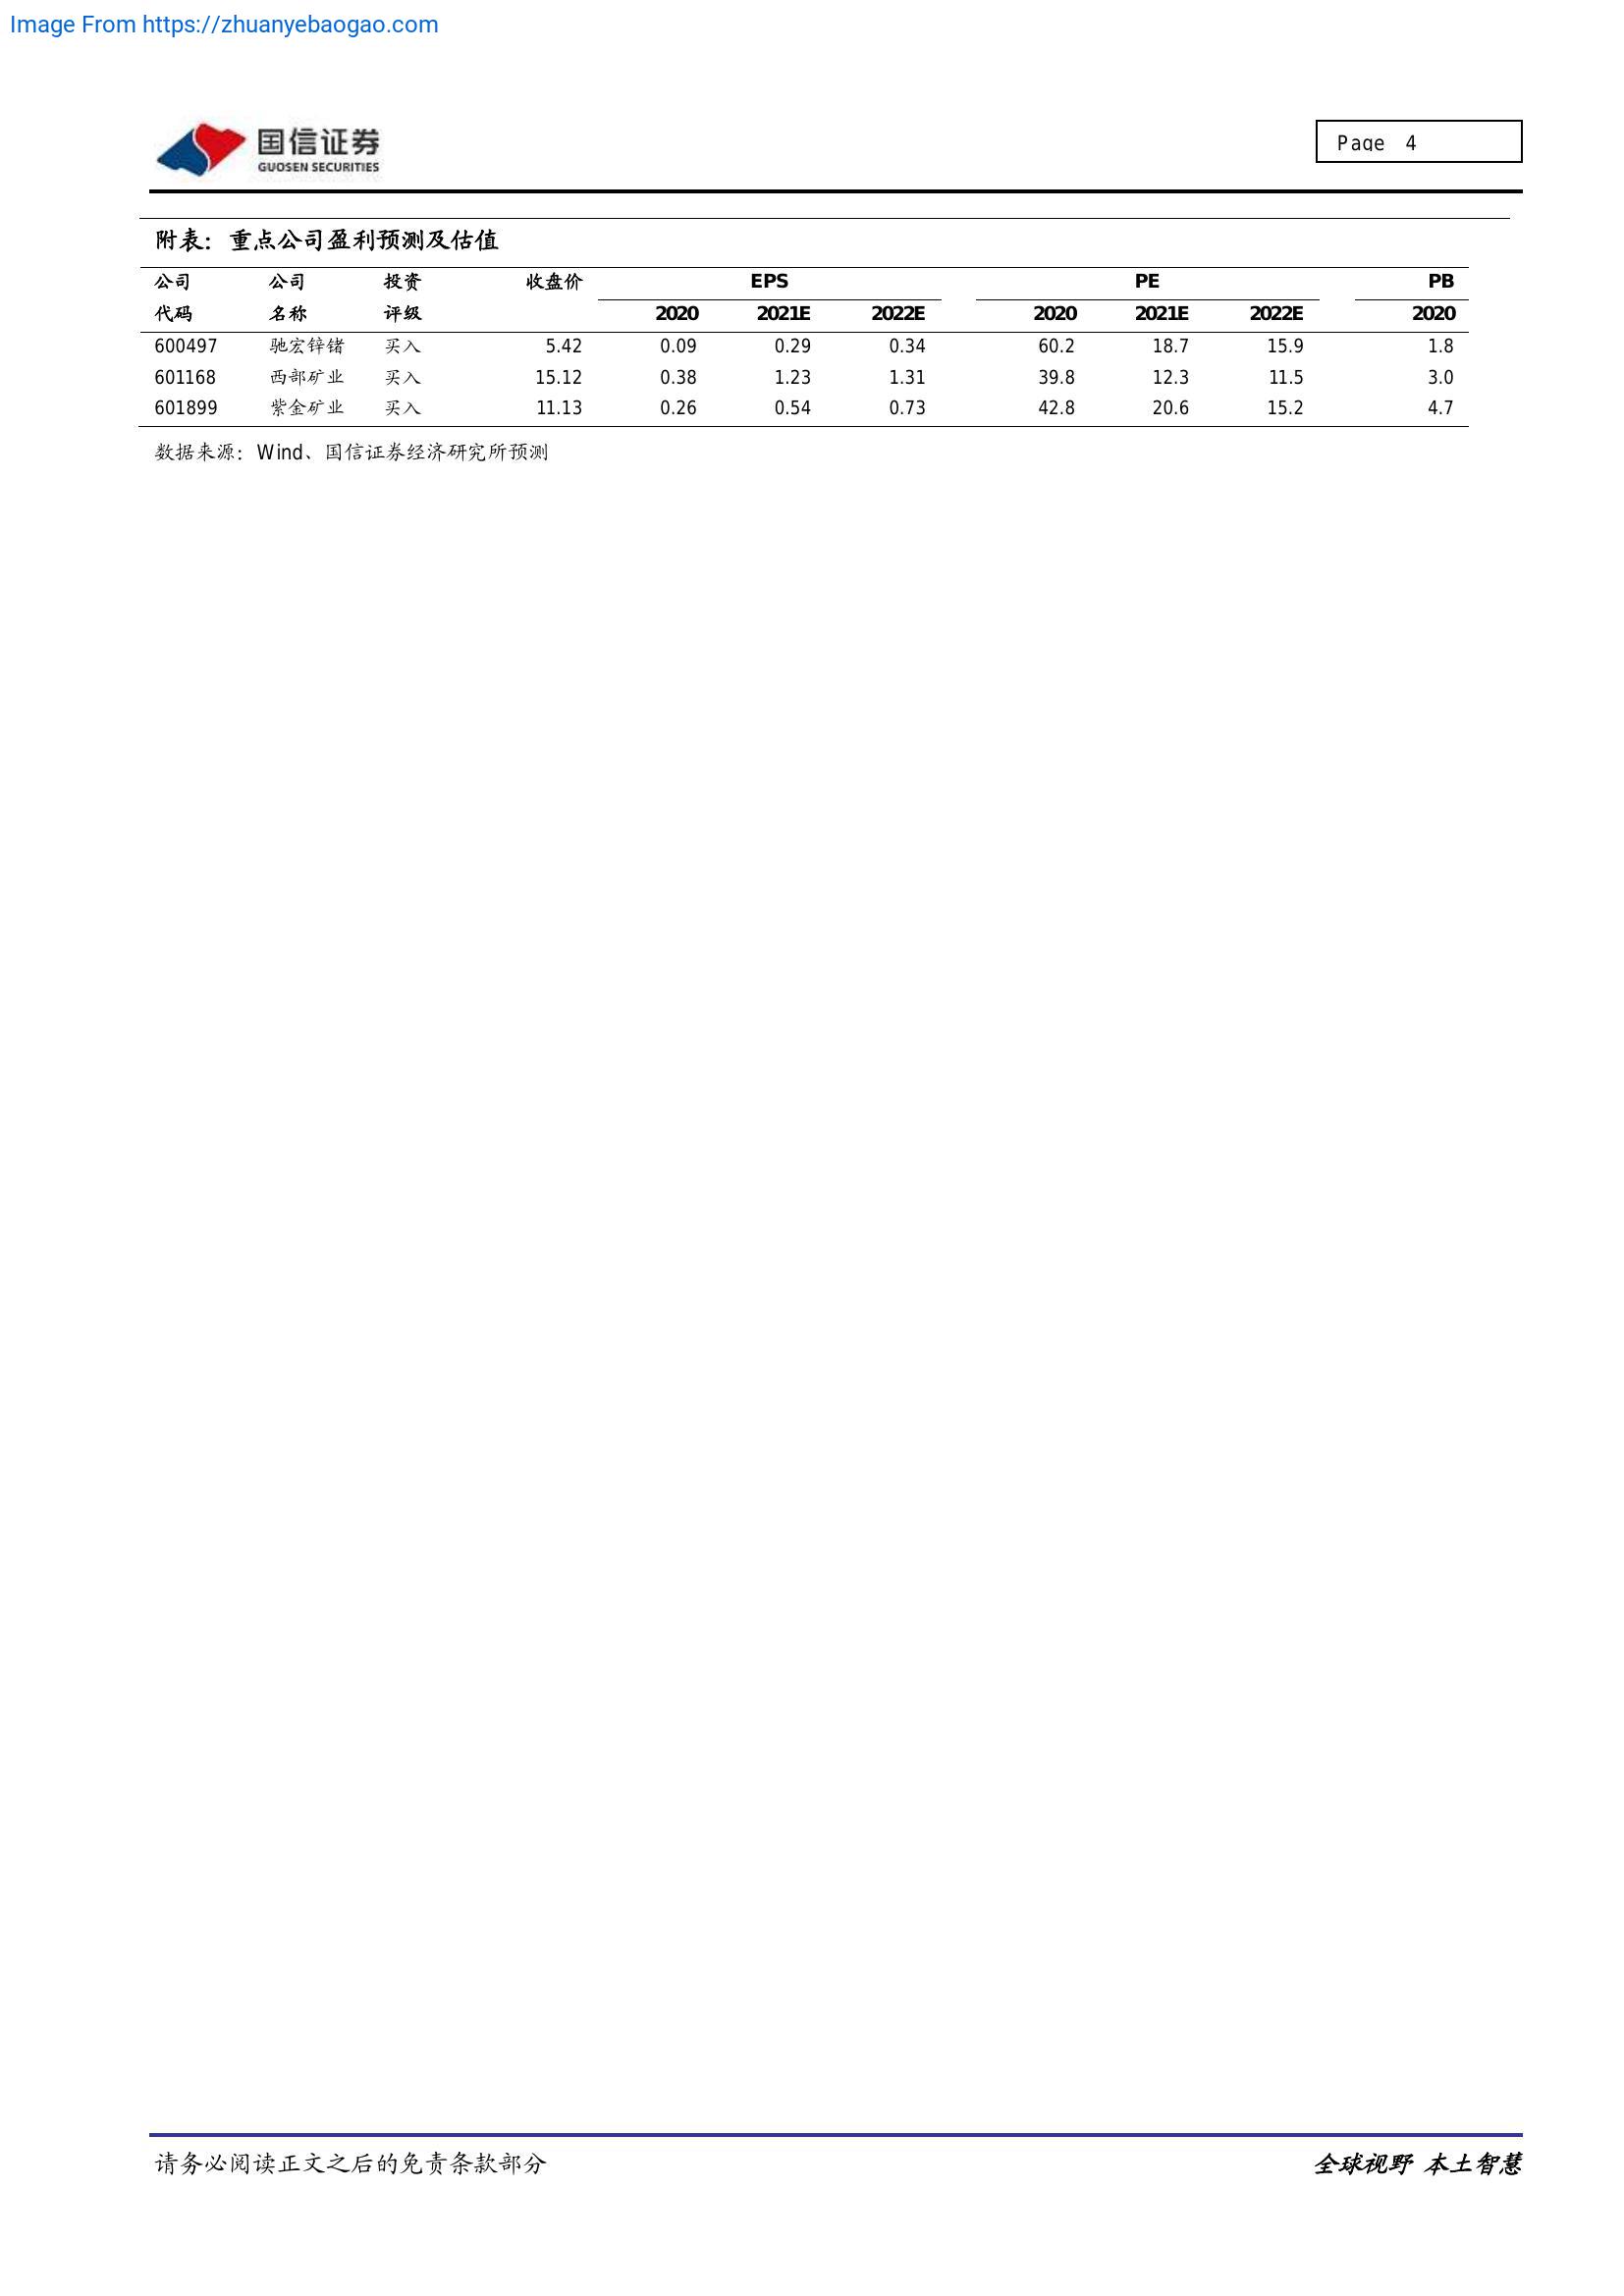 Image From https://zhuanyebaogao.com
国信证券
GUOSEN SECURITIES
Page 4
附表：重点公司盈利预测及估值
公司 公司 投资 收盘价 EPS PE PB
代码 名称 评级 2020 2021E 2022E 2020 2021E 2022E 2020
600497 驰宏锌锗 买入 5.42 0.09 0.29 0.34 60.2 18.7 15.9 1.8
601168 西部矿业 买入 15.12 0.38 1.23 1.31 39.8 12.3 11.5 3.0
601899 紫金矿业 买入 11.13 0.26 0.54 0.73 42.8 20.6 15.2 4.7
数据来源：Wind、国信证券经济研究所预测
请务必阅读正文之后的免责条款部分
全球视野 本土智慧